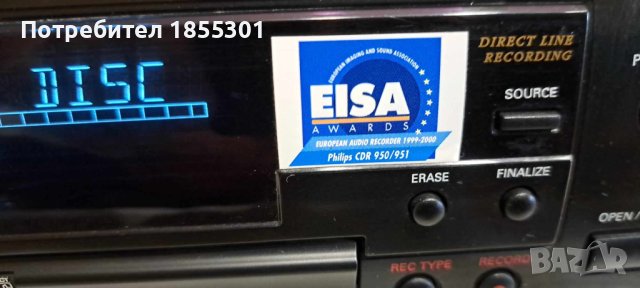 Потребител 1855301
DISC
EUROPEAN IMAGING AND SOUND ASSOCIATION
EISA
AWARDS
EUROPEAN AUDIO RECORDER 1999-2000
Philips CDR 950/951
DIRECT LINE
RECORDING
SOURCE
ERASE
FINALIZE
OPEN/
REC TYPE
RECORD
BAZAR
P